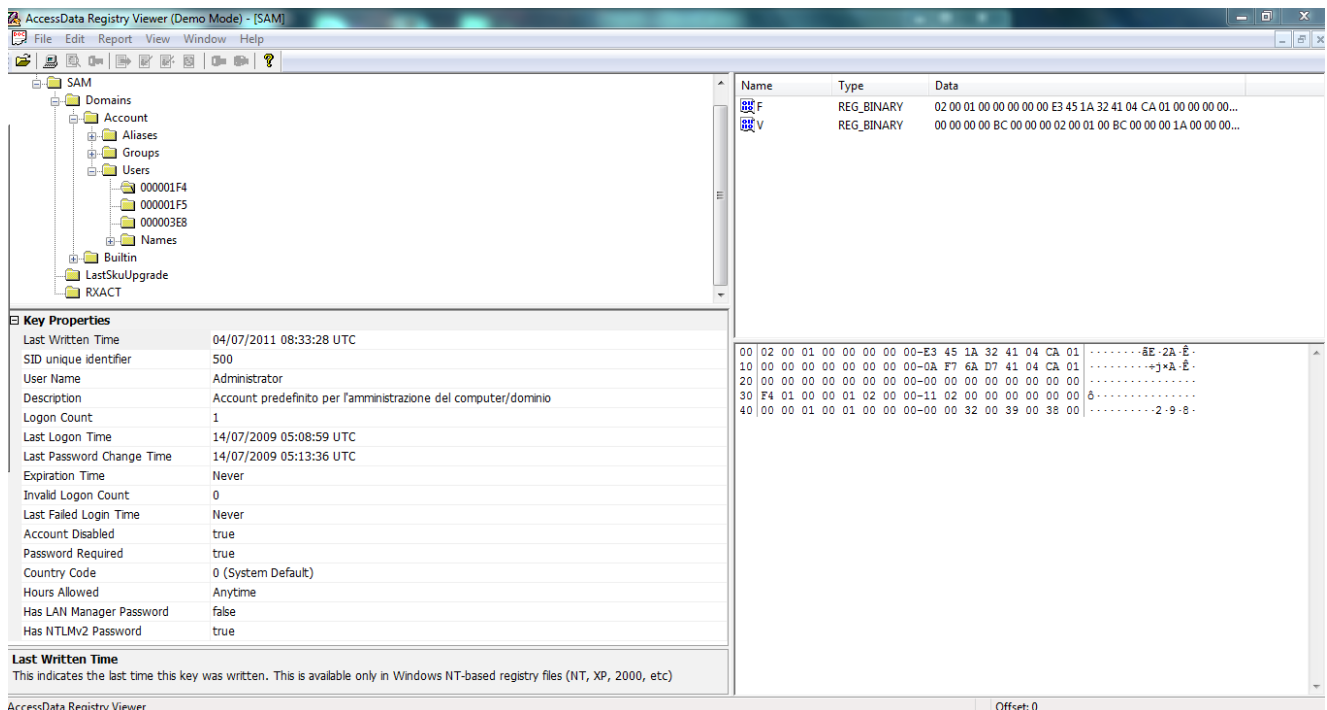 AccessData Registry Viewer (Demo Mode) - [SAM]
File Edit Report View Window Help
SAM
Domains
Account
Aliases
Groups
Users
000001F4
000001F5
000003E8
Names
Builtin
LastSkuUpgrade
RXACT
Name Type Data
F REG_BINARY 02 00 01 00 00 00 00 00 E3 45 1A 32 41 04 CA 01 00 00 00 00...
V REG_BINARY 00 00 00 00 BC 00 00 00 02 00 01 00 BC 00 00 00 1A 00 00 00...
Key Properties
Last Written Time 04/07/2011 08:33:28 UTC
SID unique identifier 500
User Name Administrator
Description Account predefinito per l'amministrazione del computer/dominio
Logon Count 1
Last Logon Time 14/07/2009 05:08:59 UTC
Last Password Change Time 14/07/2009 05:13:36 UTC
Expiration Time Never
Invalid Logon Count 0
Last Failed Login Time Never
Account Disabled true
Password Required true
Country Code 0 (System Default)
Hours Allowed Anytime
Has LAN Manager Password false
Has NTLMv2 Password true
Last Written Time
This indicates the last time this key was written. This is available only in Windows NT-based registry files (NT, XP, 2000, etc)
00 02 00 01 00 00 00 00 00-E3 45 1A 32 41 04 CA 01 ········ãE·2A·Ê·
10 00 00 00 00 00 00 00 00-0A F7 6A D7 41 04 CA 01 ·········÷j×A·Ê·
20 00 00 00 00 00 00 00 00-00 00 00 00 00 00 00 00 ················
30 F4 01 00 00 01 02 00 00-11 02 00 00 00 00 00 00 ô···············
40 00 00 01 00 01 00 00 00-00 00 32 00 39 00 38 00 ··········2·9·8·
AccessData Registry Viewer Offset: 0